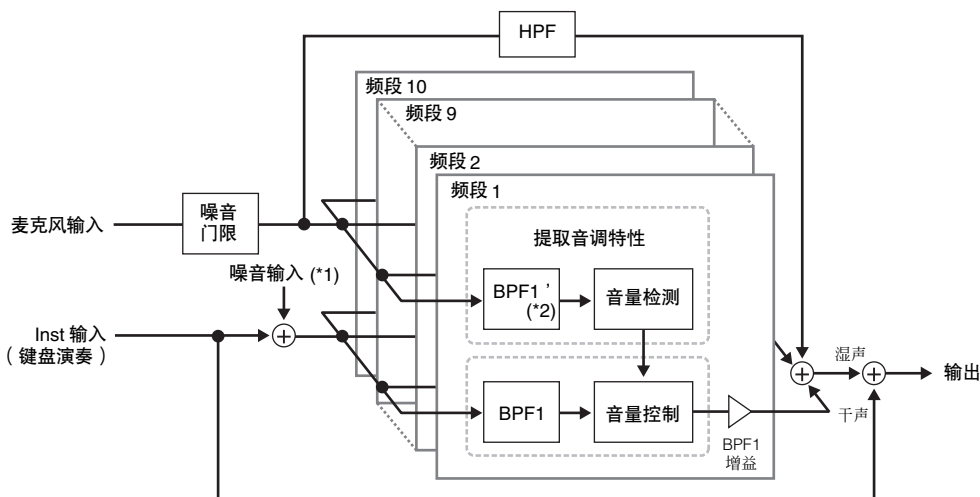 HPF
频段 10
频段 9
频段 2
频段 1
麦克风输入
噪音
门限
提取音调特性
噪音输入 (*1)
BPF1 '
(*2)
音量检测
Inst 输入
( 键盘演奏 )
湿声
输出
BPF1
音量控制
干声
BPF1
增益